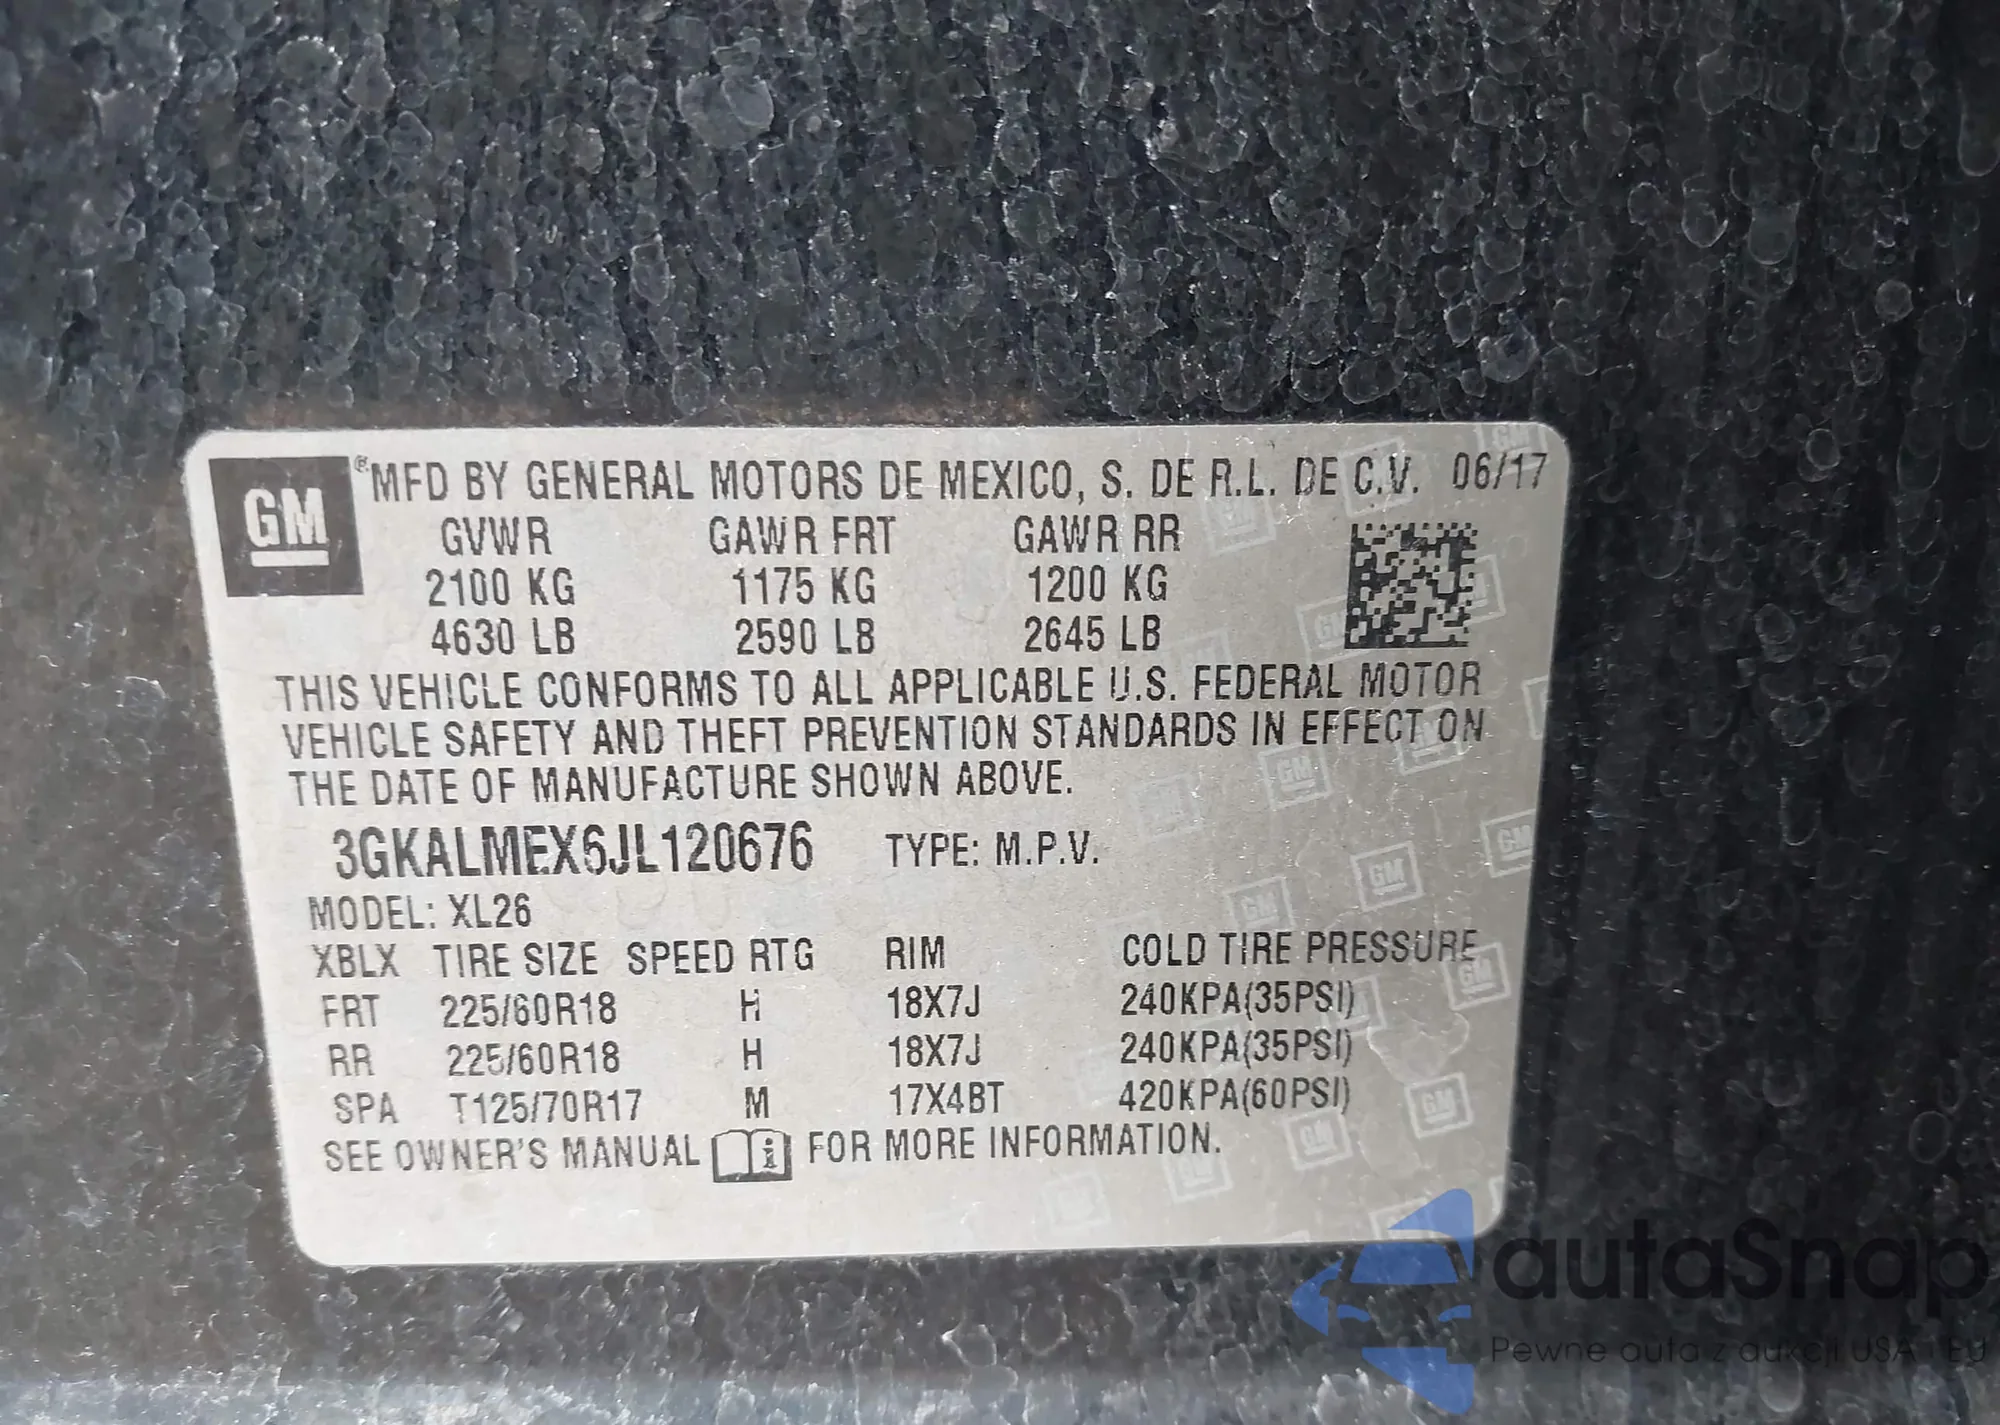 GM ® MFD BY GENERAL MOTORS DE MEXICO, S. DE R.L. DE C.V. 06/17
GVWR GAWR FRT GAWR RR
2100 KG 1175 KG 1200 KG
4630 LB 2590 LB 2645 LB
THIS VEHICLE CONFORMS TO ALL APPLICABLE U.S. FEDERAL MOTOR
VEHICLE SAFETY AND THEFT PREVENTION STANDARDS IN EFFECT ON
THE DATE OF MANUFACTURE SHOWN ABOVE.
3GKALMEX6JL120676 TYPE: M.P.V.
MODEL: XL26
XBLX TIRE SIZE SPEED RTG RIM COLD TIRE PRESSURE
FRT 225/60R18 H 18X7J 240KPA(35PSI)
RR 225/60R18 H 18X7J 240KPA(35PSI)
SPA T125/70R17 M 17X4BT 420KPA(60PSI)
SEE OWNER'S MANUAL i FOR MORE INFORMATION.
autaSnap
Pewne auta z aukcji USA i EU